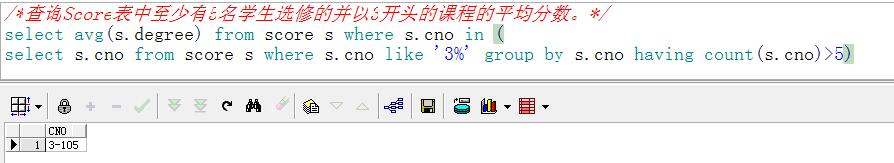 /*查询Score表中至少有5名学生选修的并以3开头的课程的平均分数。*/
select avg(s.degree) from score s where s.cno in (
select s.cno from score s where s.cno like '3%' group by s.cno having count(s.cno)>5)
CNO
1 3-105